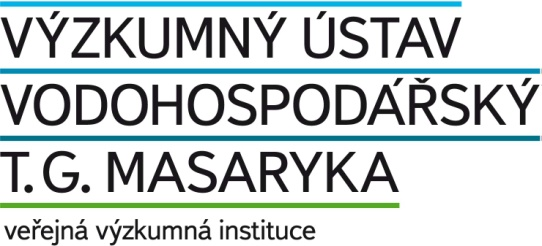 VÝZKUMNÝ ÚSTAV
VODOHOSPODÁŘSKÝ
T. G. MASARYKA
veřejná výzkumná instituce